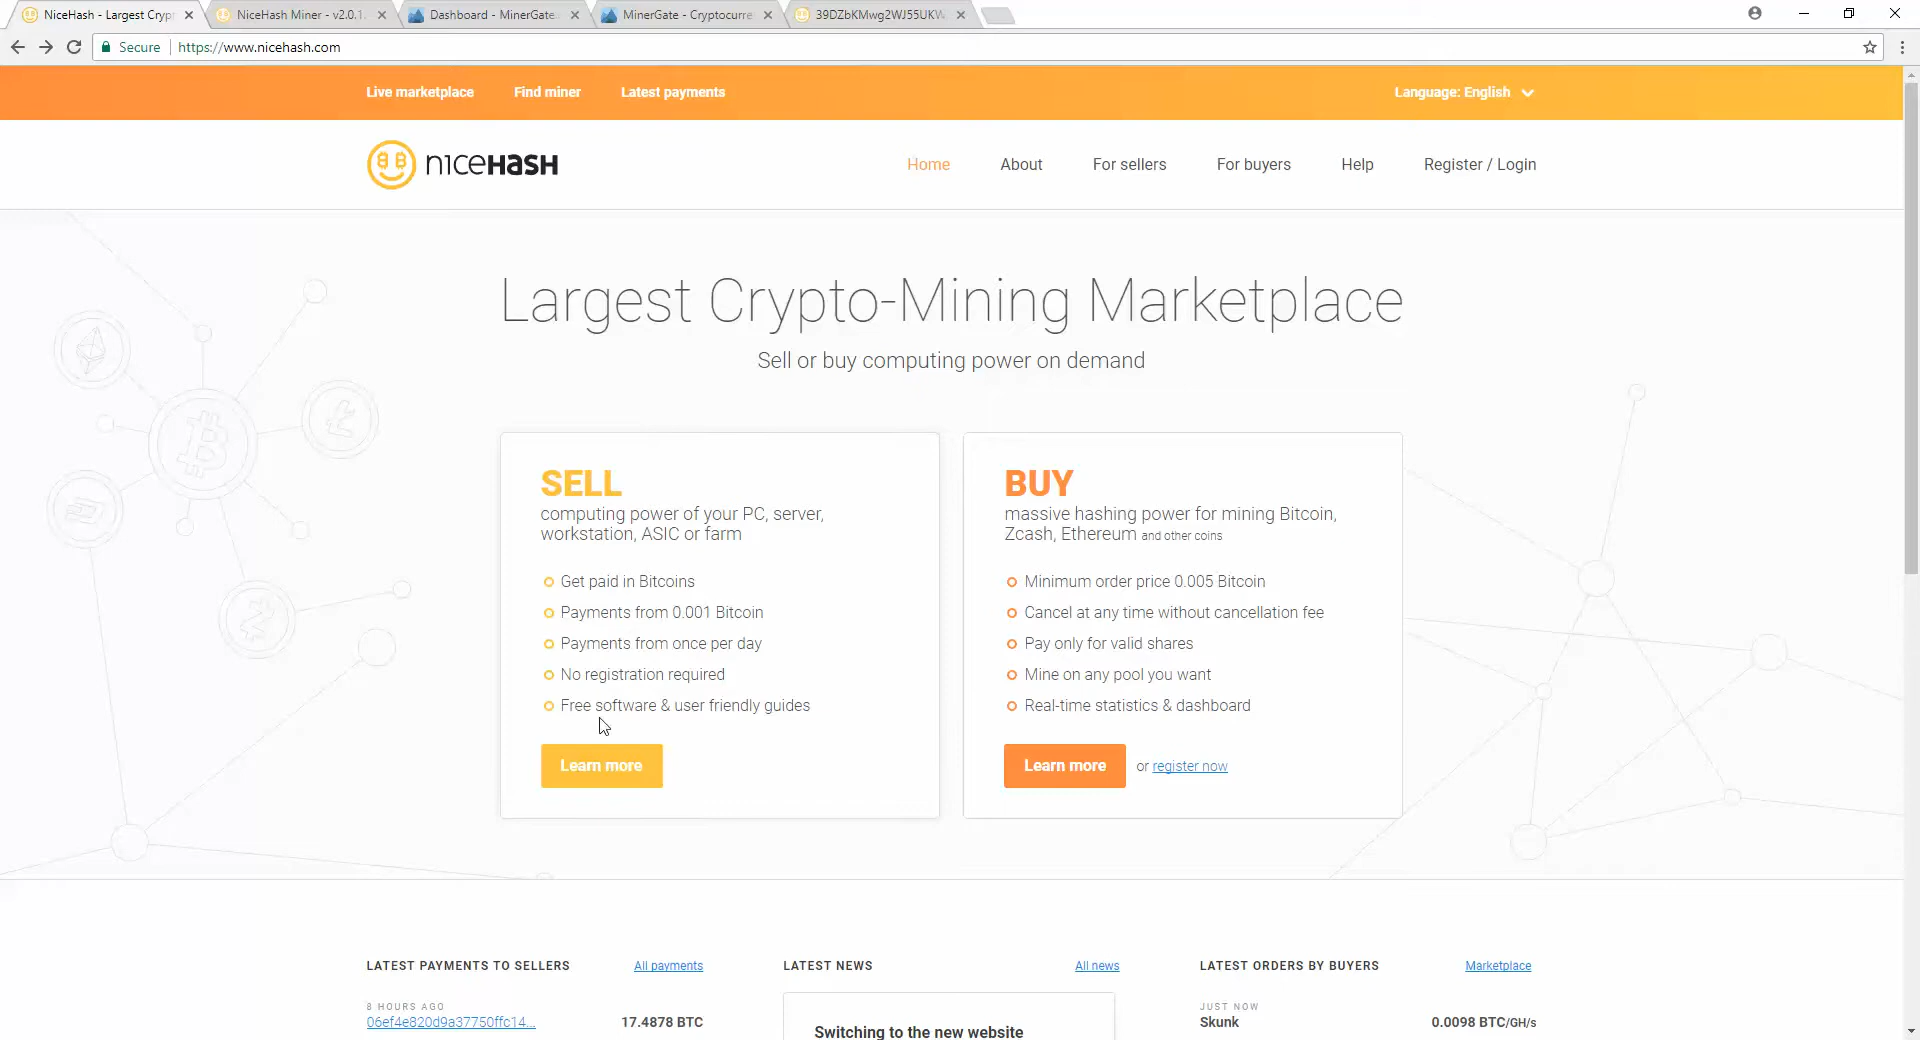 NiceHash - Largest Crypt
NiceHash Miner - v2.0.1.
Dashboard - MinerGate
MinerGate - Cryptocurre
39DZbKMwg2WJ55UKW
Secure
https://www.nicehash.com
Live marketplace
Find miner
Latest payments
Language: English
nıceHasH
Home
About
For sellers
For buyers
Help
Register / Login
Largest Crypto-Mining Marketplace
Sell or buy computing power on demand
SELL
computing power of your PC, server,
workstation, ASIC or farm
Get paid in Bitcoins
Payments from 0.001 Bitcoin
Payments from once per day
No registration required
Free software & user friendly guides
Learn more
BUY
massive hashing power for mining Bitcoin,
Zcash, Ethereum and other coins
Minimum order price 0.005 Bitcoin
Cancel at any time without cancellation fee
Pay only for valid shares
Mine on any pool you want
Real-time statistics & dashboard
Learn more or register now
LATEST PAYMENTS TO SELLERS
All payments
8 HOURS AGO
06ef4e820d9a37750ffc14...
17.4878 BTC
LATEST NEWS
All news
Switching to the new website
LATEST ORDERS BY BUYERS
Marketplace
JUST NOW
Skunk
0.0098 BTC/GH/s